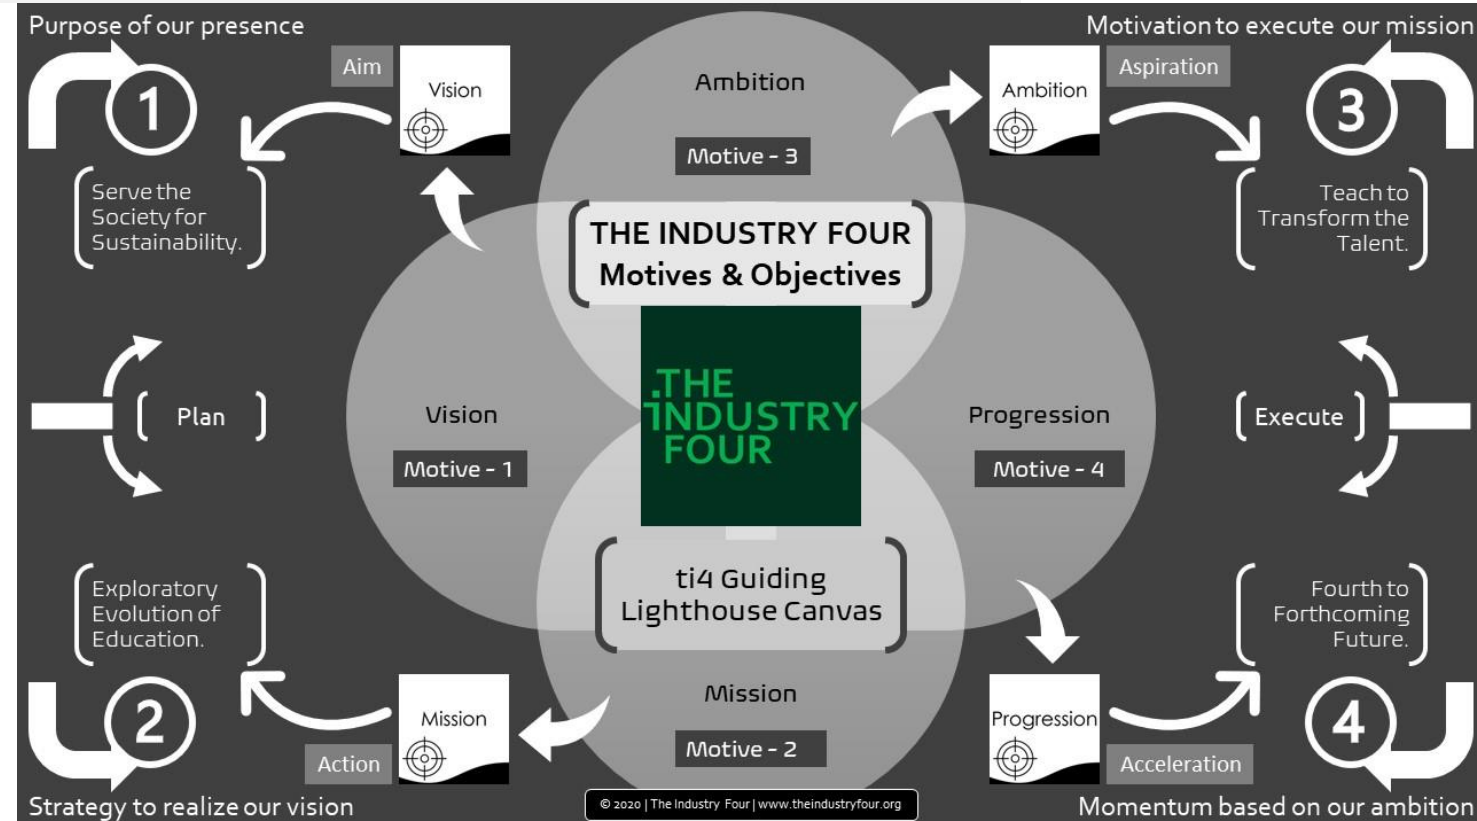 Purpose of our presence
Motivation to execute our mission
Aim
Vision
Ambition
Ambition
Aspiration
1
3
Motive - 3
Serve the
Society for
Sustainability.
Teach to
Transform the
Talent.
THE INDUSTRY FOUR
Motives & Objectives
.THE
INDUSTRY
FOUR
Plan
Vision
Motive - 1
Progression
Motive - 4
Execute
ti4 Guiding
Lighthouse Canvas
Exploratory
Evolution of
Education.
Fourth to
Forthcoming
Future.
2
Mission
Action
Mission
Motive - 2
Progression
Acceleration
4
Strategy to realize our vision
© 2020 | The Industry Four | www.theindustryfour.org
Momentum based on our ambition